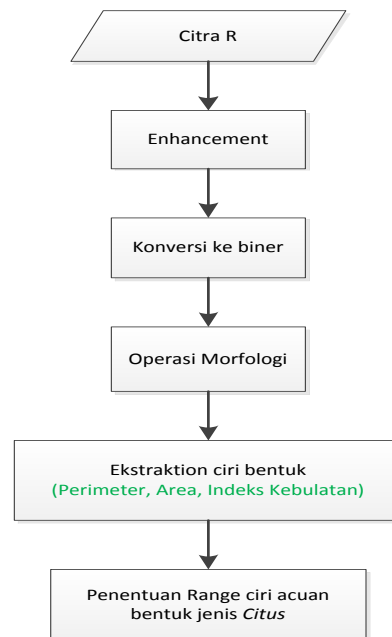 Citra R
Enhancement
Konversi ke biner
Operasi Morfologi
Ekstraktion ciri bentuk
(Perimeter, Area, Indeks Kebulatan)
Penentuan Range ciri acuan
bentuk jenis Citus